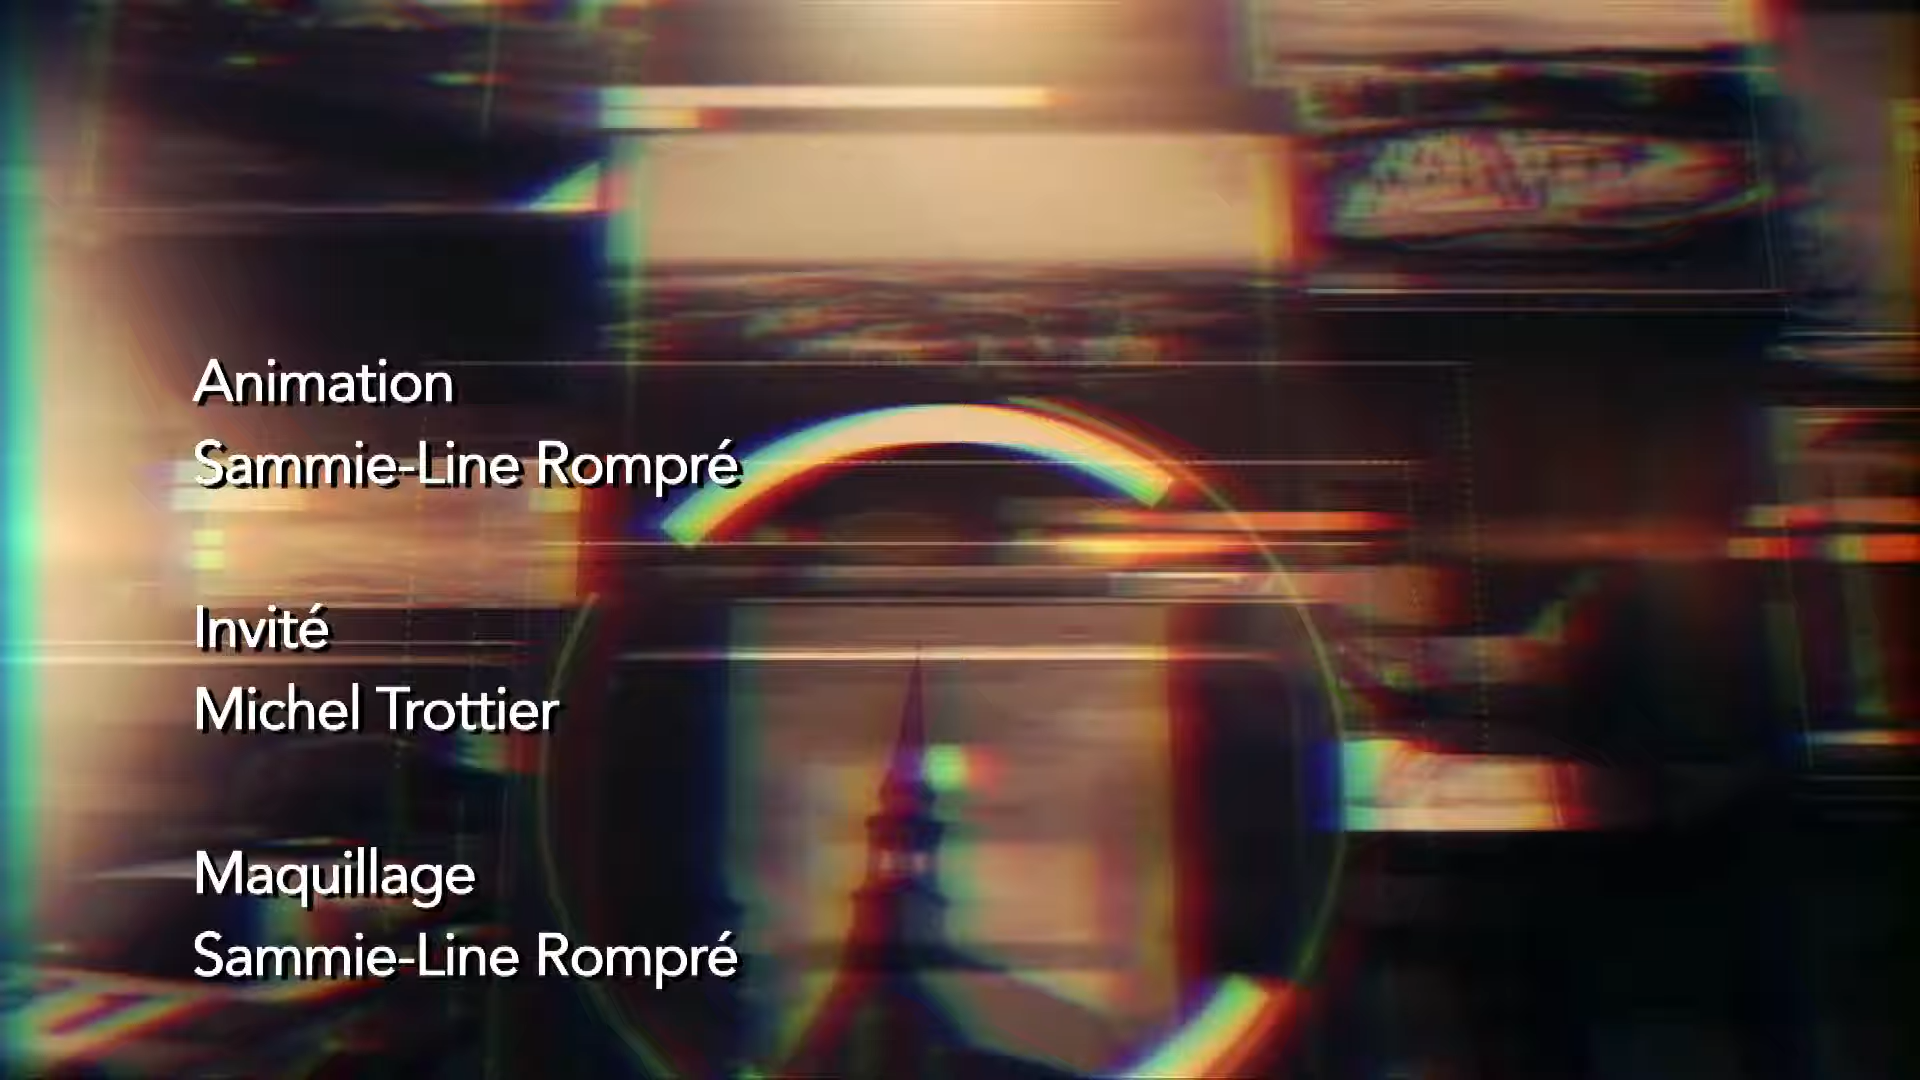 Animation
Sammie-Line Rompré
Invité
Michel Trottier
Maquillage
Sammie-Line Rompré